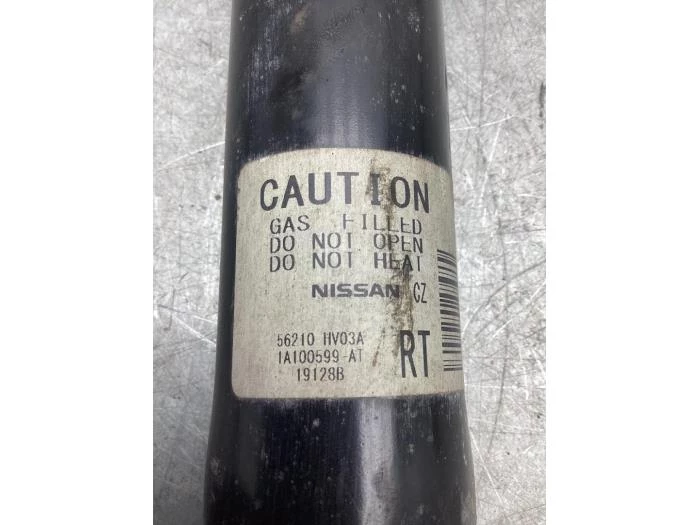 CAUTION
GAS FILLED
DO NOT OPEN
DO NOT HEAT
NISSAN CZ
56210 HV03A
1A100599-AT
19128B
RT